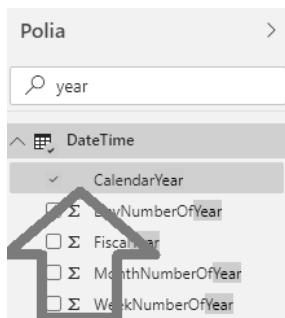 Polia
year
DateTime
CalendarYear
Σ DayNumberOfYear
Σ FiscalYear
Σ MonthNumberOfYear
Σ WeekNumberOfYear